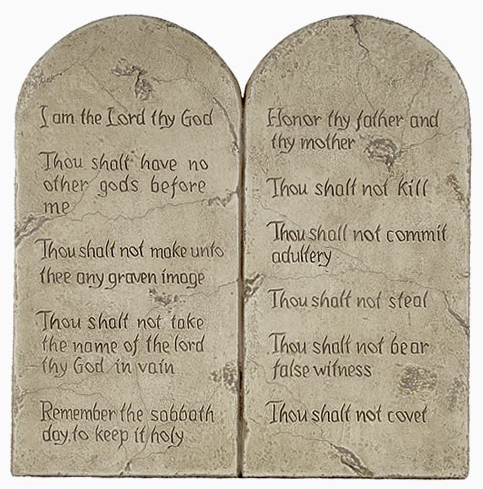 I am the Lord thy God
Thou shalt have no
other gods before
me
Thou shalt not make unto
thee any graven image
Thou shalt not take
the name of the lord
thy God in vain
Remember the sabbath
day, to keep it holy
Honor thy father and
thy mother
Thou shalt not kill
Thou shall not commit
adultery
Thou shalt not steal
Thou shalt not bear
false witness
Thou shalt not covet